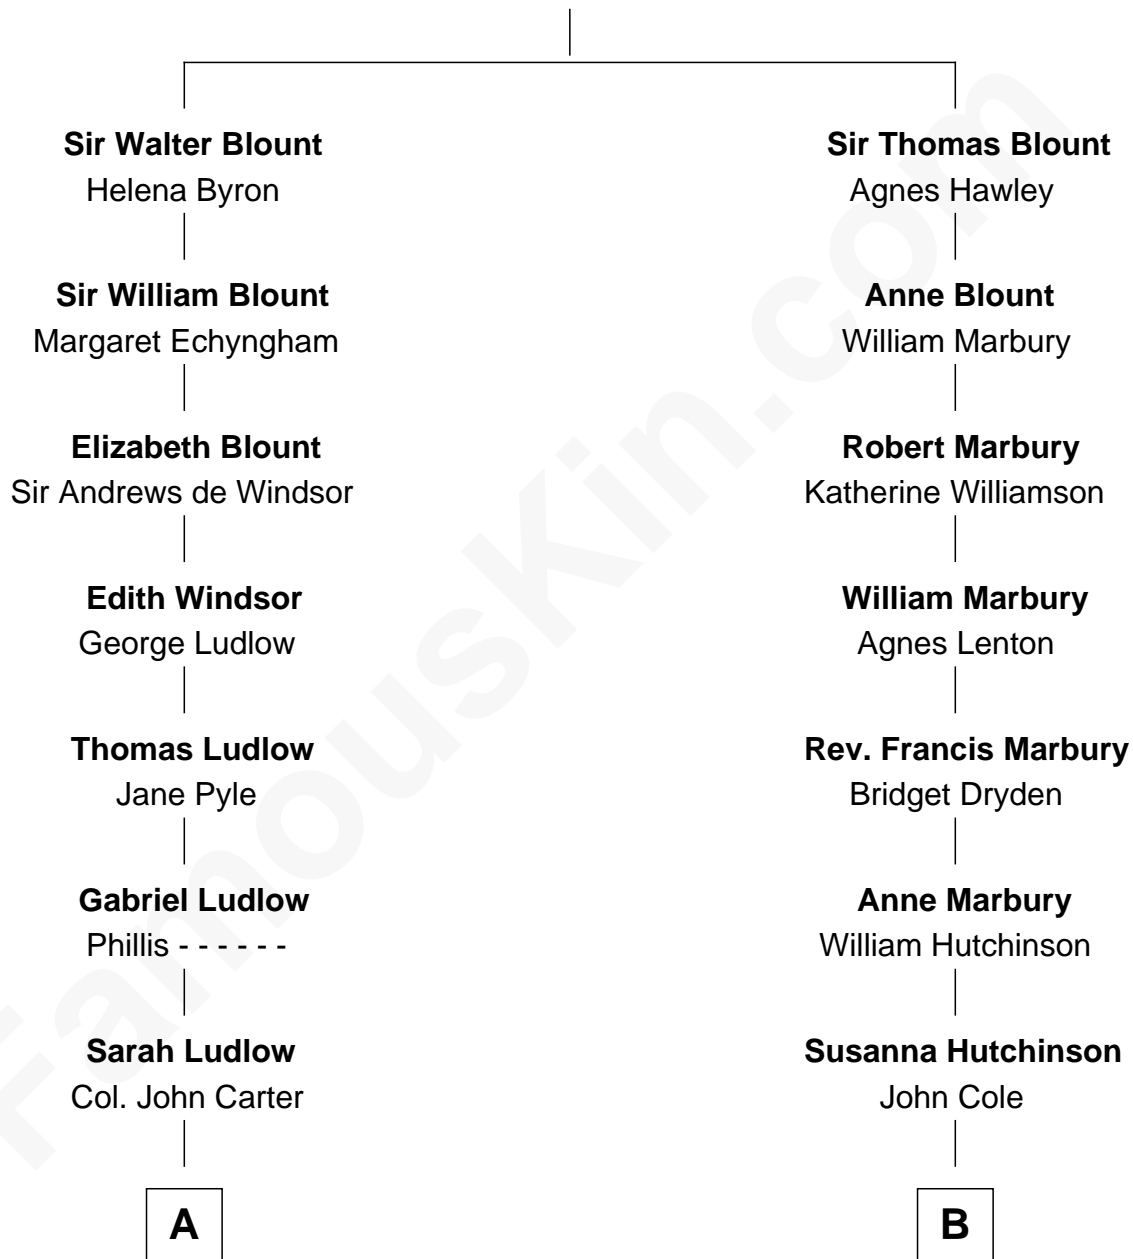 Sir Walter Blount
Helena Byron
Sir William Blount
Margaret Echyngham
Elizabeth Blount
Sir Andrews de Windsor
Edith Windsor
George Ludlow
Thomas Ludlow
Jane Pyle
Gabriel Ludlow
Phillis - - - - - -
Sarah Ludlow
Col. John Carter
A
Sir Thomas Blount
Agnes Hawley
Anne Blount
William Marbury
Robert Marbury
Katherine Williamson
William Marbury
Agnes Lenton
Rev. Francis Marbury
Bridget Dryden
Anne Marbury
William Hutchinson
Susanna Hutchinson
John Cole
B
FamousKin.com